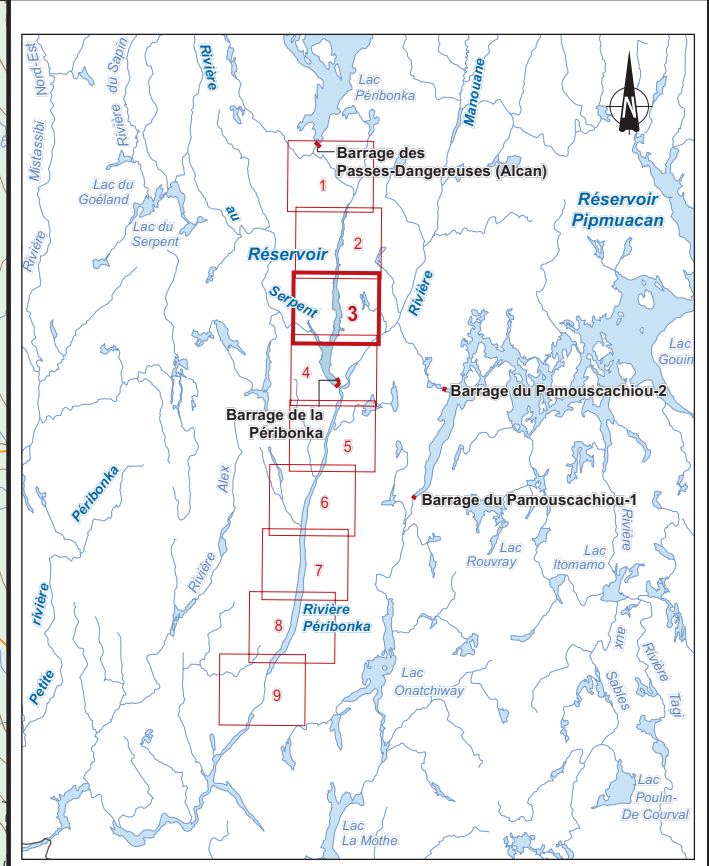 Nord-Est
Mistassibi
Rivière
Rivière du Sapin
Rivière
au
Serpent
Lac
Péribonka
Manouane
Rivière
N
Barrage des
Passes-Dangereuses (Alcan)
1
Lac du
Goéland
Lac du
Serpent
2
Réservoir
Réservoir
Pipmuacan
3
Lac
Gouin
4
Barrage du Pamouscachiou-2
Barrage de la
Péribonka
5
Péribonka
rivière
Petite
Alex
Rivière
Barrage du Pamouscachiou-1
6
Lac
Rouvray
Lac
Itomamo
Rivière
aux
Sables
7
8
Rivière
Péribonka
Rivière
Tagi
9
Lac
Onatchiway
Lac
Poulin-
De Courval
Lac
La Mothe